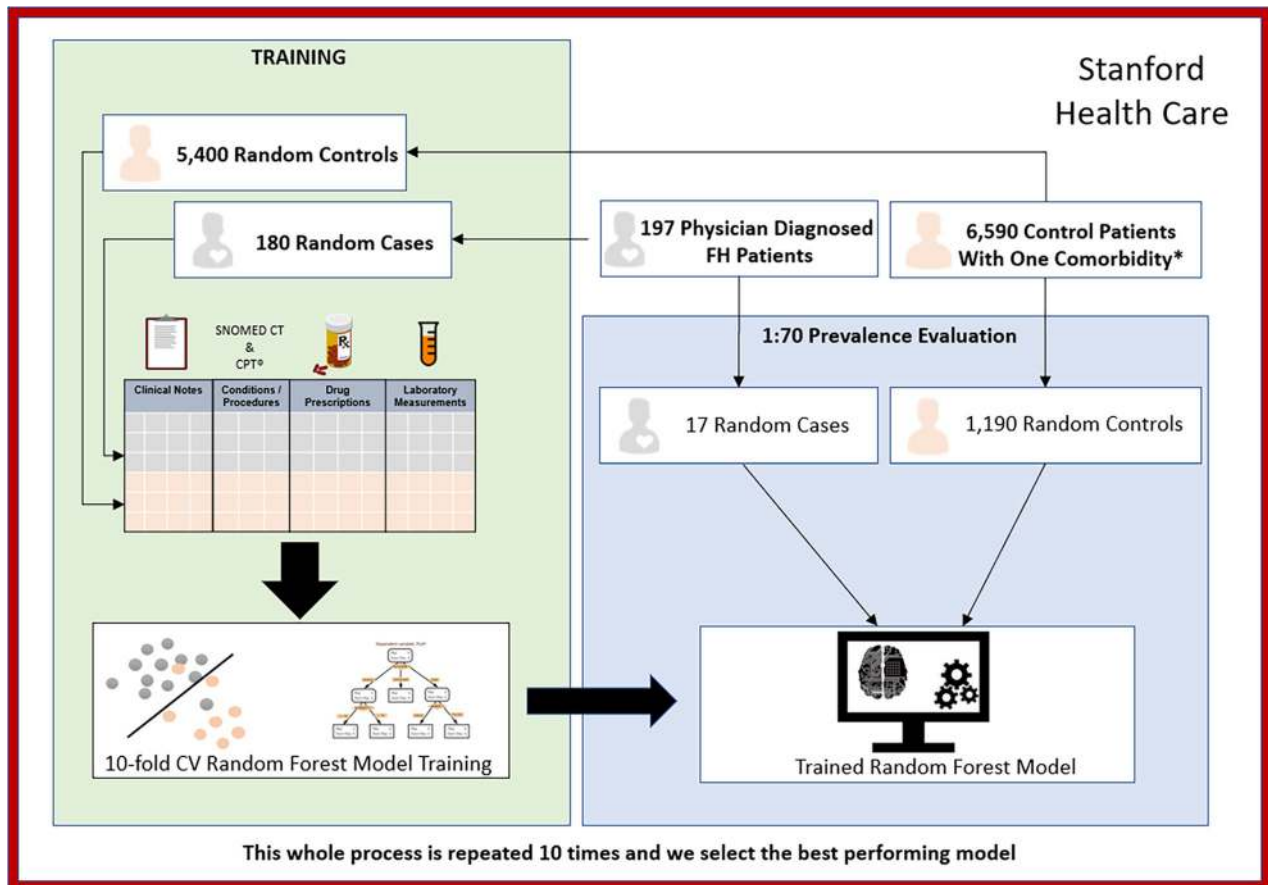 TRAINING
Stanford
Health Care
5,400 Random Controls
180 Random Cases
197 Physician Diagnosed
FH Patients
6,590 Control Patients
With One Comorbidity*
SNOMED CT
&
CPT®
Rx
Clinical Notes
Conditions /
Procedures
Drug
Prescriptions
Laboratory
Measurements
1:70 Prevalence Evaluation
17 Random Cases
1,190 Random Controls
10-fold CV Random Forest Model Training
Trained Random Forest Model
This whole process is repeated 10 times and we select the best performing model